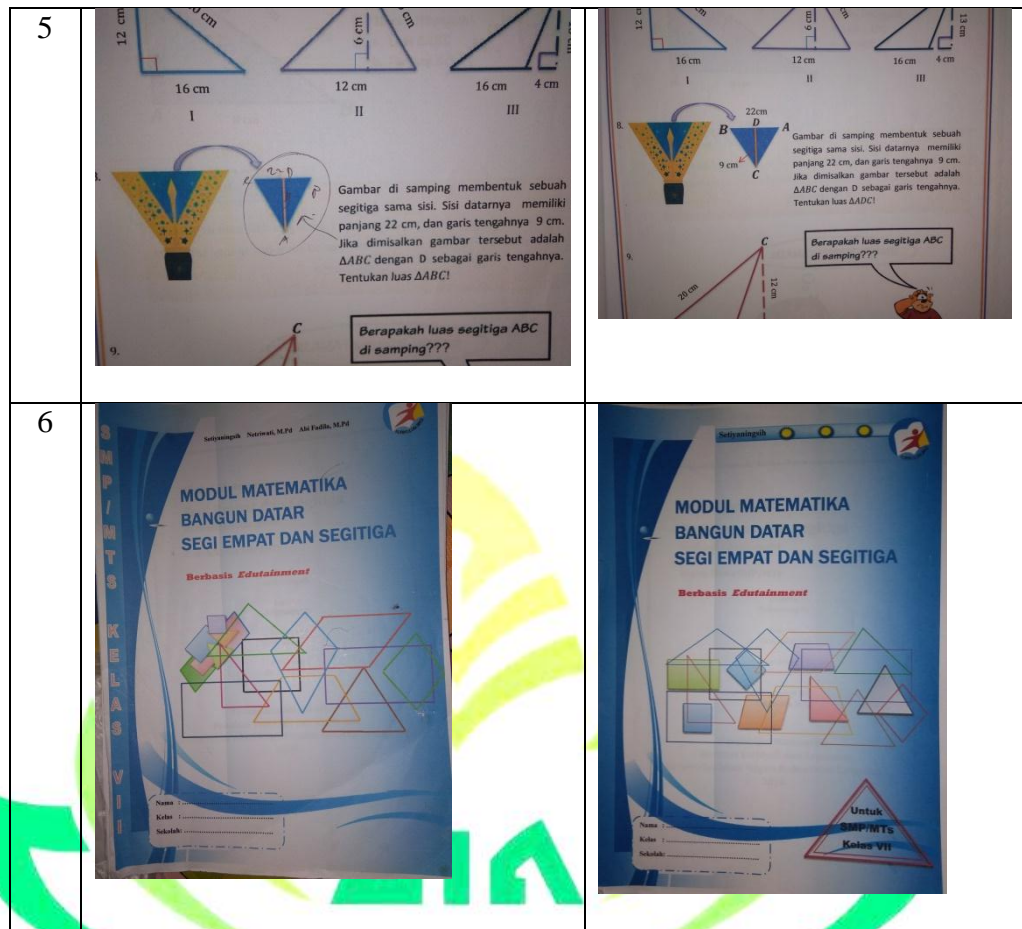 5
12 cm
0 cm
6 cm
cm
16 cm
12 cm
16 cm
4 cm
I
II
III
Gambar di samping membentuk sebuah
segitiga sama sisi. Sisi datarnya memiliki
panjang 22 cm, dan garis tengahnya 9 cm.
Jika dimisalkan gambar tersebut adalah
ΔABC dengan D sebagai garis tengahnya.
Tentukan luas ΔABC!
9.
C
Berapakah luas segitiga ABC
di samping???
cm
6 cm
13 cm
16 cm
12 cm
16 cm
4 cm
I
II
III
8.
22cm
B
D
A
9 cm
C
Gambar di samping membentuk sebuah
segitiga sama sisi. Sisi datarnya memiliki
panjang 22 cm, dan garis tengahnya 9 cm.
Jika dimisalkan gambar tersebut adalah
ΔABC dengan D sebagai garis tengahnya.
Tentukan luas ΔADC!
9.
C
20 cm
12 cm
Berapakah luas segitiga ABC
di samping???
6
SMP/MTS KELAS VII
Setiyaningsih Netriwati, M.Pd Abi Fadila, M.Pd
MODUL MATEMATIKA
BANGUN DATAR
SEGI EMPAT DAN SEGITIGA
Berbasis Edutainment
Nama :
Kelas :
Sekolah:
Setiyaningsih
MODUL MATEMATIKA
BANGUN DATAR
SEGI EMPAT DAN SEGITIGA
Berbasis Edutainment
Nama :
Kelas :
Sekolah:
Untuk
SMP/MTs
Kelas VII